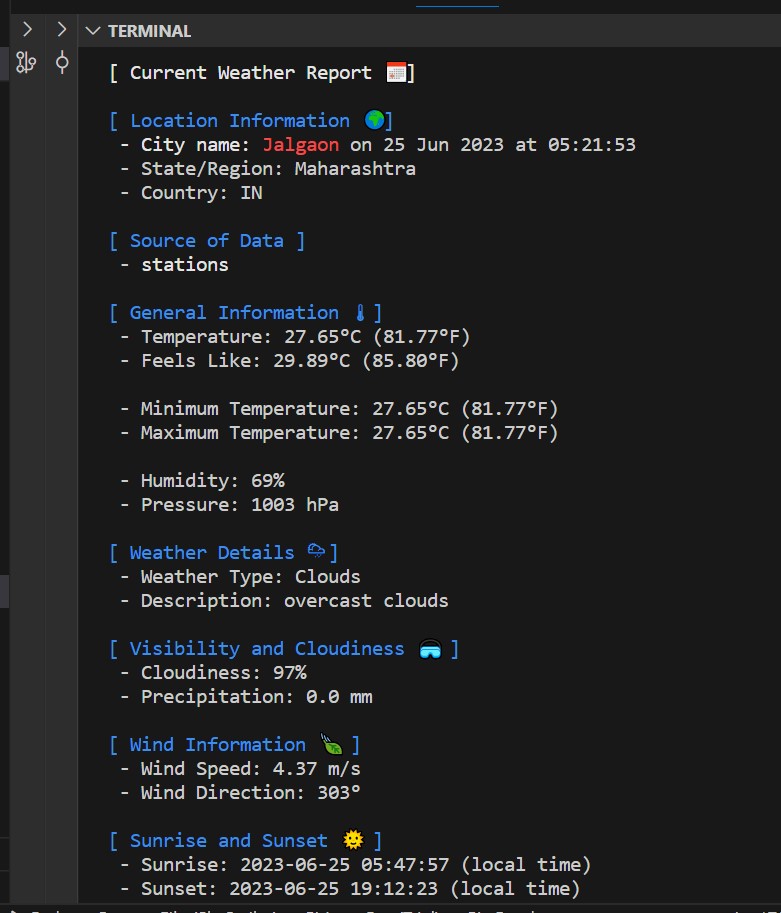 TERMINAL
[ Current Weather Report 📅]
[ Location Information 🌍]
- City name: Jalgaon on 25 Jun 2023 at 05:21:53
- State/Region: Maharashtra
- Country: IN
[ Source of Data ]
- stations
[ General Information 🌡 ]
- Temperature: 27.65°C (81.77°F)
- Feels Like: 29.89°C (85.80°F)
- Minimum Temperature: 27.65°C (81.77°F)
- Maximum Temperature: 27.65°C (81.77°F)
- Humidity: 69%
- Pressure: 1003 hPa
[ Weather Details 🌧 ]
- Weather Type: Clouds
- Description: overcast clouds
[ Visibility and Cloudiness 🥽 ]
- Cloudiness: 97%
- Precipitation: 0.0 mm
[ Wind Information 🍃 ]
- Wind Speed: 4.37 m/s
- Wind Direction: 303°
[ Sunrise and Sunset 🌞 ]
- Sunrise: 2023-06-25 05:47:57 (local time)
- Sunset: 2023-06-25 19:12:23 (local time)